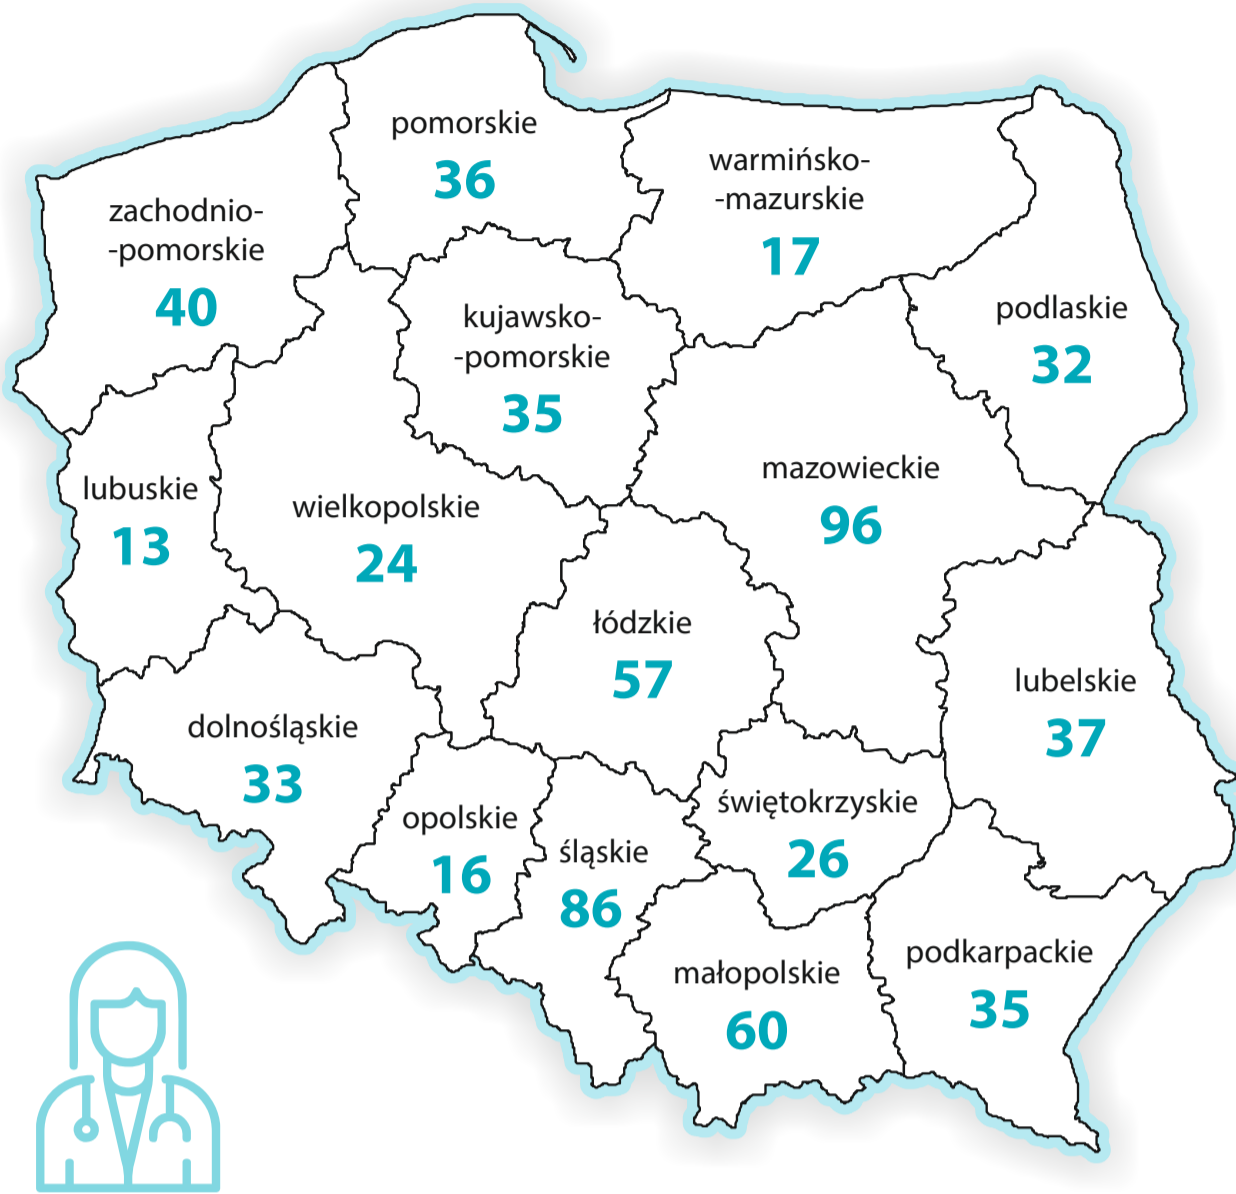 pomorskie
36
warmińsko-
-mazurskie
17
zachodnio-
-pomorskie
40
kujawsko-
-pomorskie
35
podlaskie
32
lubuskie
13
wielkopolskie
24
mazowieckie
96
łódzkie
57
lubelskie
37
dolnośląskie
33
opolskie
16
śląskie
86
świętokrzyskie
26
małopolskie
60
podkarpackie
35